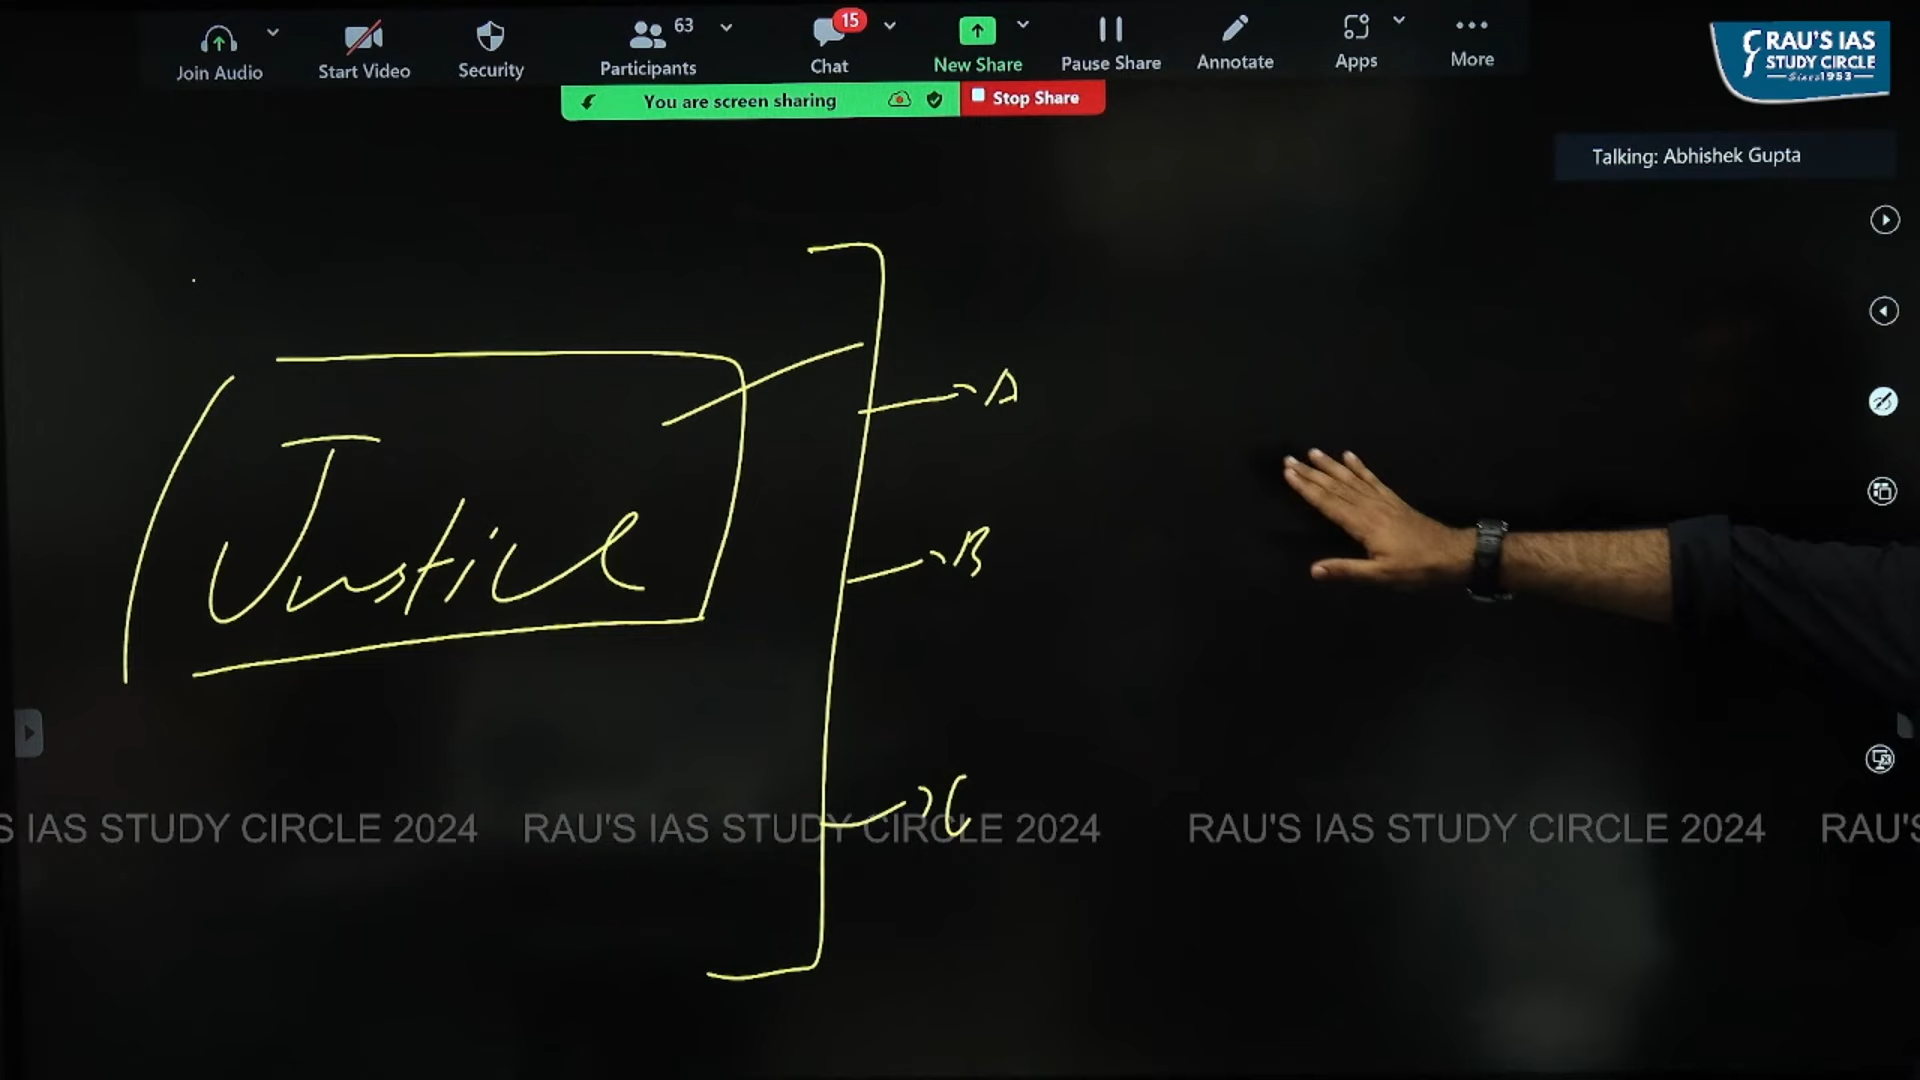 63
15
Join Audio
Start Video
Security
Participants
Chat
New Share
Pause Share
Annotate
Apps
More
RAU'S IAS
STUDY CIRCLE
Since 1953
You are screen sharing
Stop Share
Talking: Abhishek Gupta
A
Justice
B
C
S IAS STUDY CIRCLE 2024 RAU'S IAS STUDY CIRCLE 2024 RAU'S IAS STUDY CIRCLE 2024 RAU'S